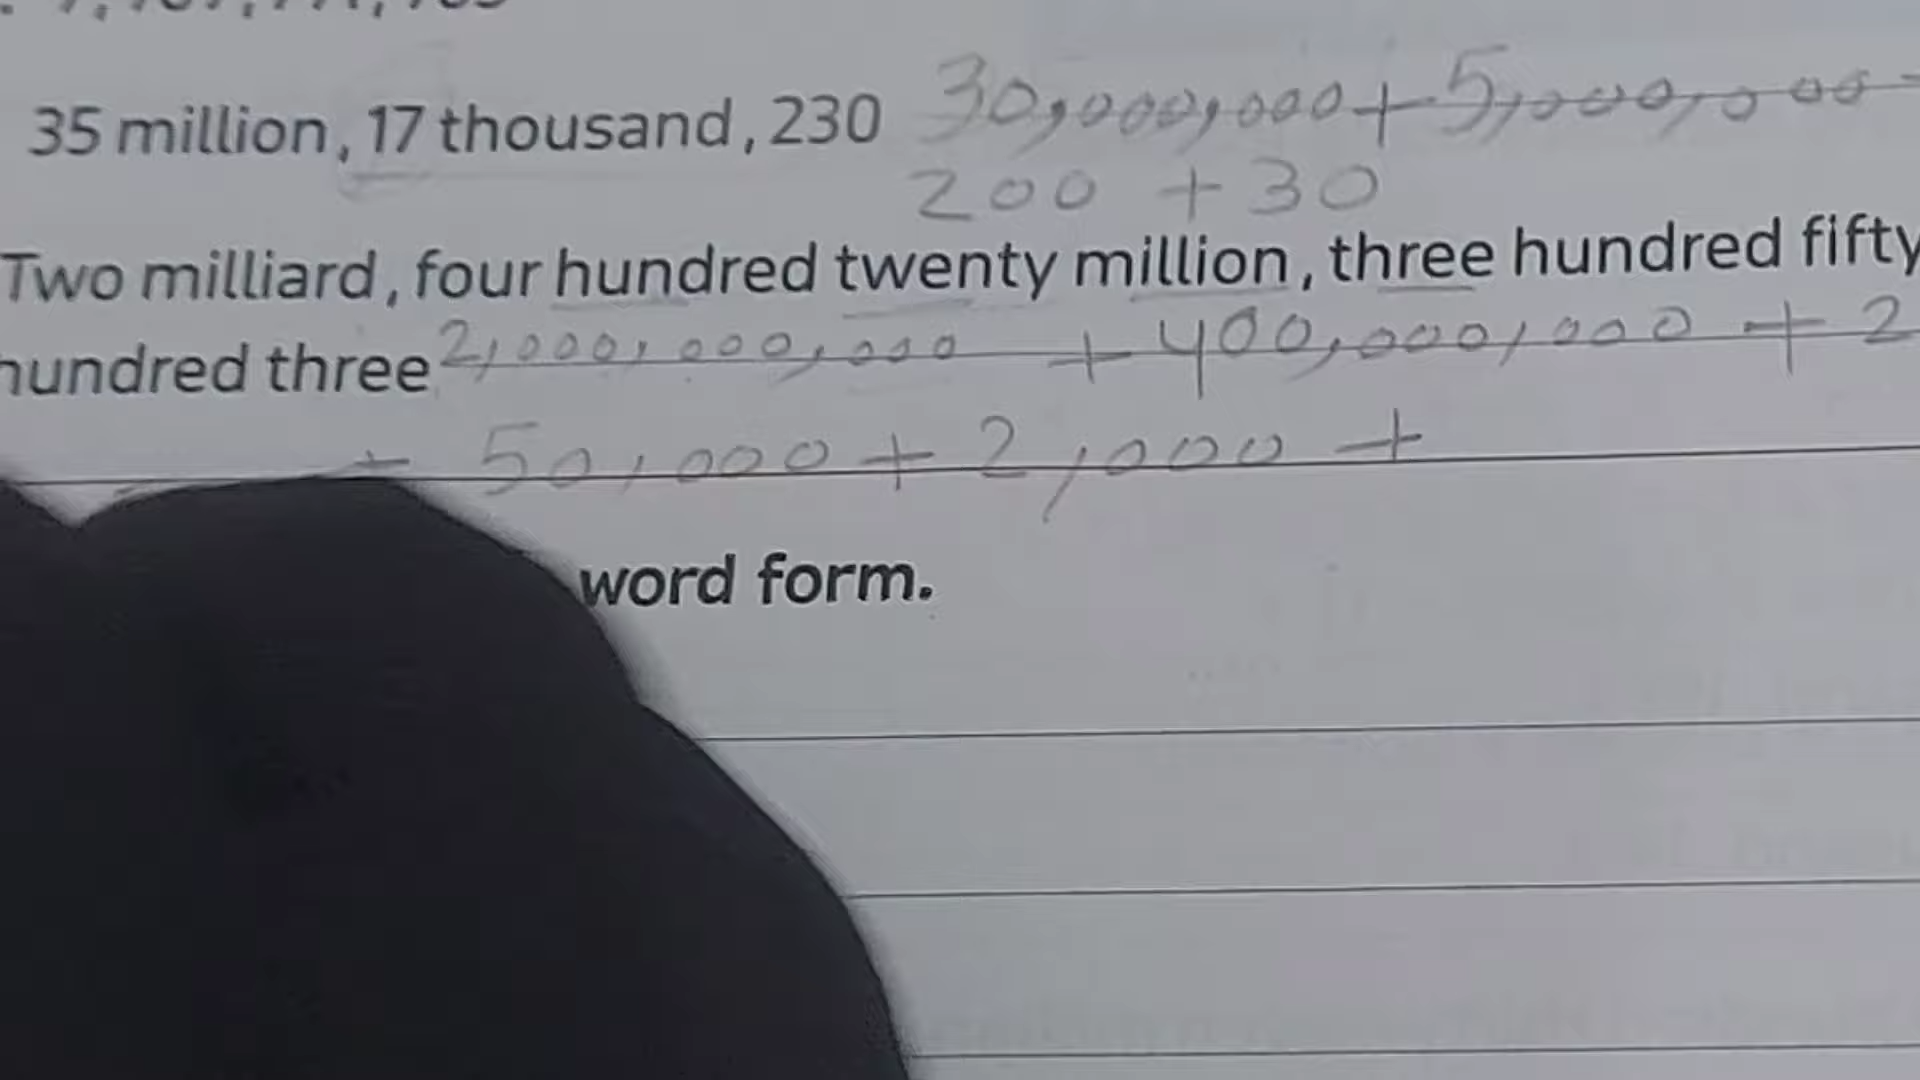 35 million, 17 thousand, 230 30,000,000+5,000,000
200 + 30
Two milliard, four hundred twenty million, three hundred fifty
hundred three 2,000,000,000 + 400,000,000 + 2
+ 50,000 + 2,000 +
word form.